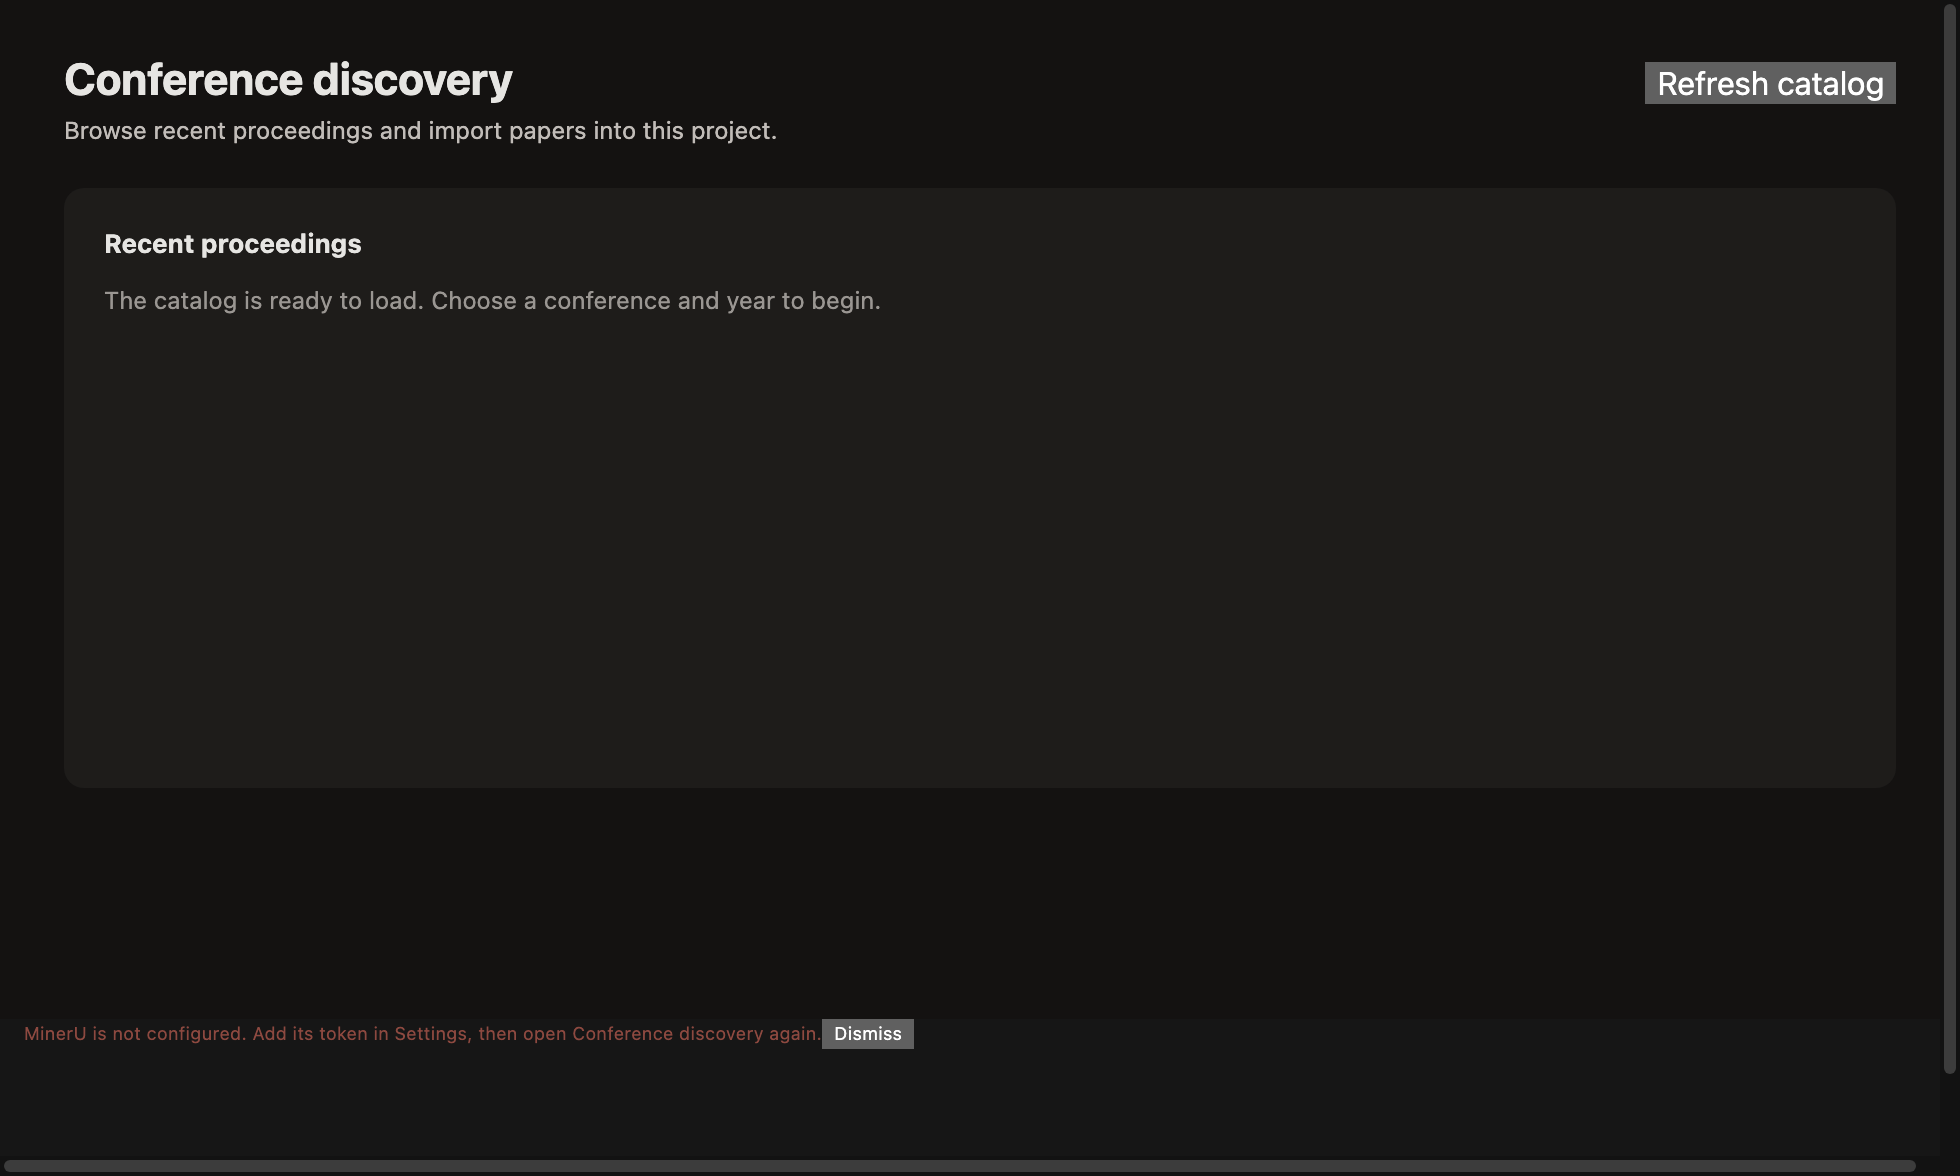 Conference discovery
Refresh catalog
Browse recent proceedings and import papers into this project.
Recent proceedings
The catalog is ready to load. Choose a conference and year to begin.
MinerU is not configured. Add its token in Settings, then open Conference discovery again.
Dismiss